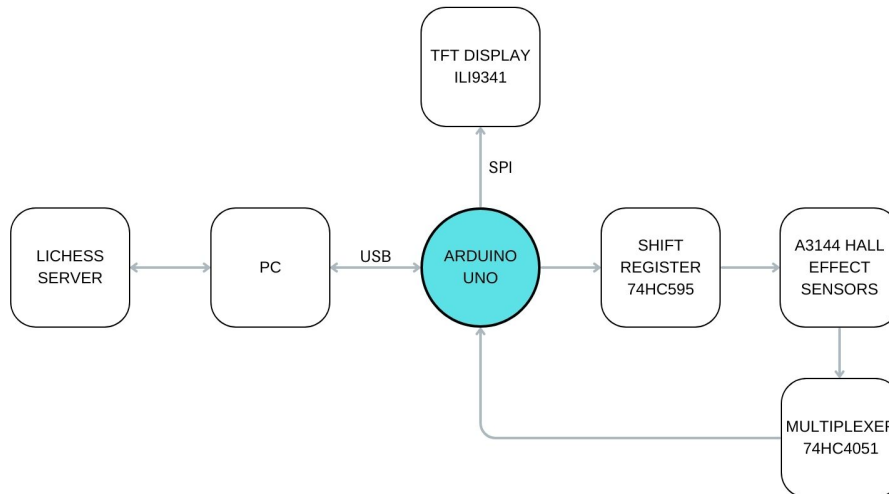 TFT DISPLAY
ILI9341
SPI
LICHESS
SERVER
PC
USB
ARDUINO
UNO
SHIFT
REGISTER
74HC595
A3144 HALL
EFFECT
SENSORS
MULTIPLEXER
74HC4051